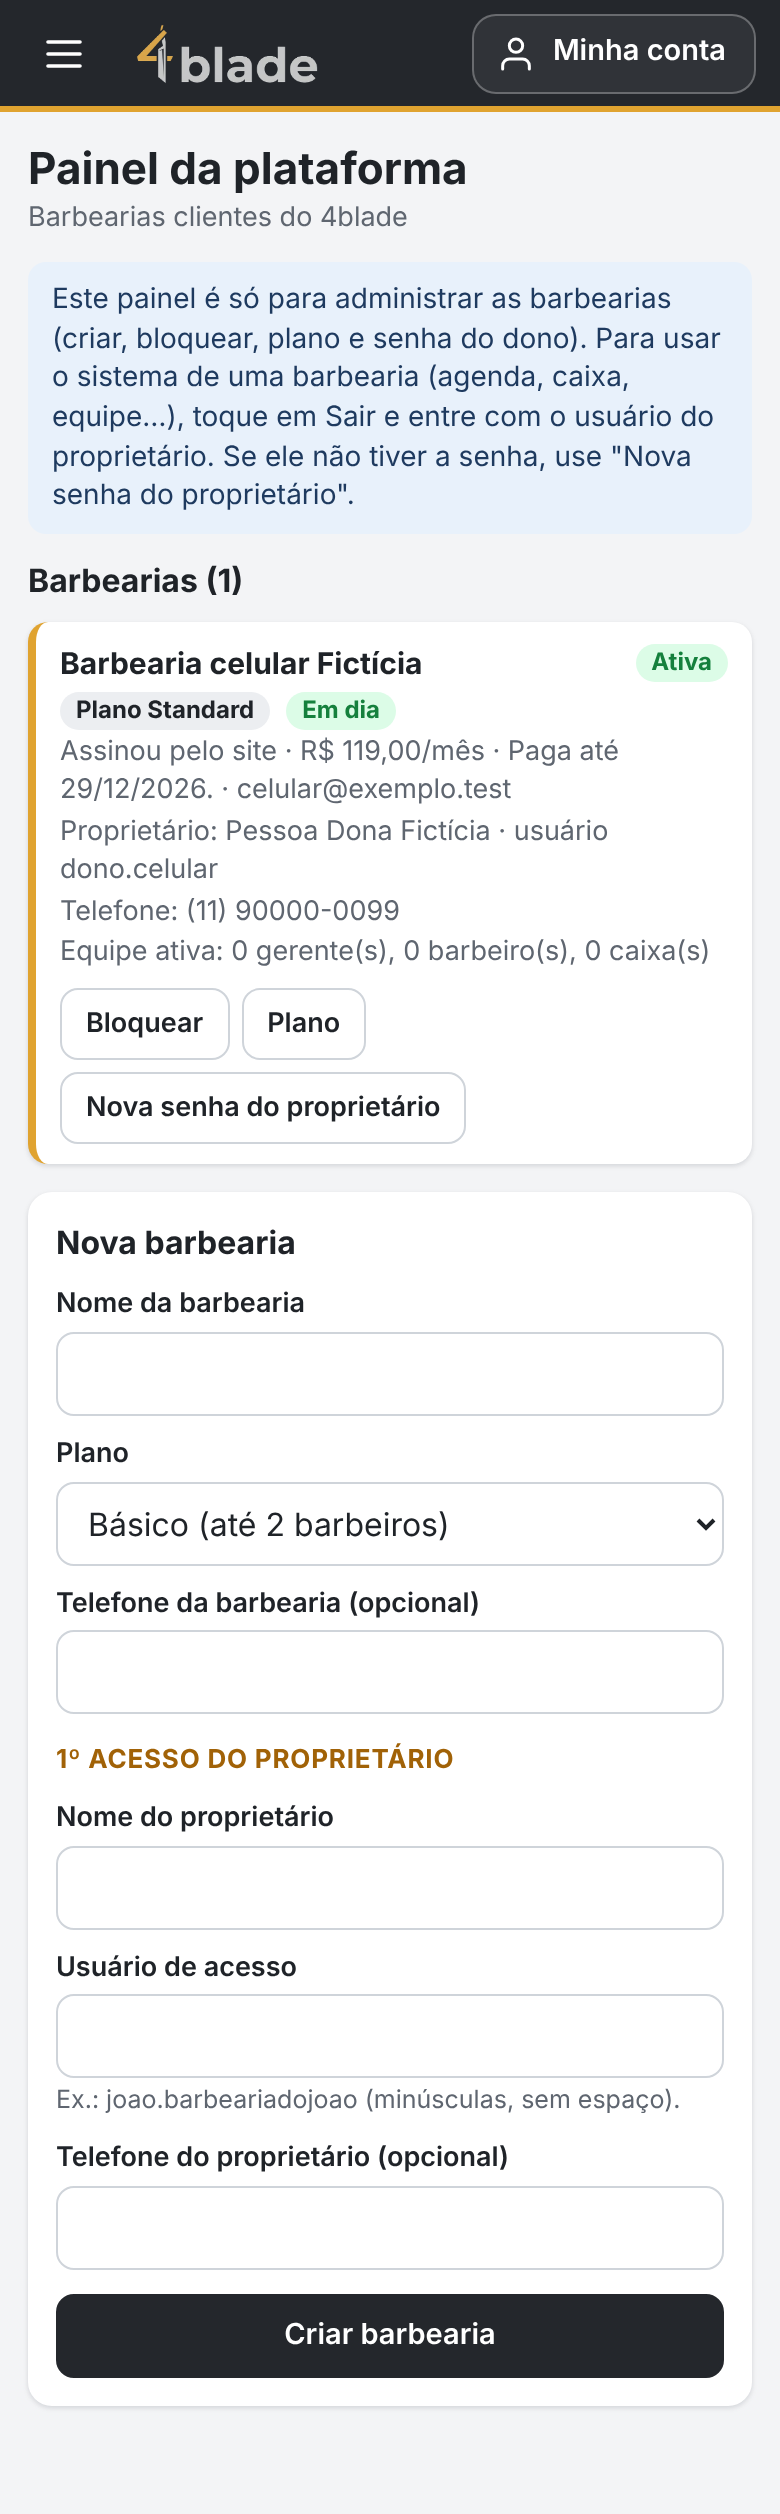 4blade
Minha conta
Painel da plataforma
Barbearias clientes do 4blade
Este painel é só para administrar as barbearias
(criar, bloquear, plano e senha do dono). Para usar
o sistema de uma barbearia (agenda, caixa,
equipe...), toque em Sair e entre com o usuário do
proprietário. Se ele não tiver a senha, use "Nova
senha do proprietário".
Barbearias (1)
Barbearia celular Fictícia
Ativa
Plano Standard
Em dia
Assinou pelo site · R$ 119,00/mês · Paga até
29/12/2026. · celular@exemplo.test
Proprietário: Pessoa Dona Fictícia · usuário
dono.celular
Telefone: (11) 90000-0099
Equipe ativa: 0 gerente(s), 0 barbeiro(s), 0 caixa(s)
Bloquear
Plano
Nova senha do proprietário
Nova barbearia
Nome da barbearia
Plano
Básico (até 2 barbeiros)
Telefone da barbearia (opcional)
1º ACESSO DO PROPRIETÁRIO
Nome do proprietário
Usuário de acesso
Ex.: joao.barbeariadojoao (minúsculas, sem espaço).
Telefone do proprietário (opcional)
Criar barbearia